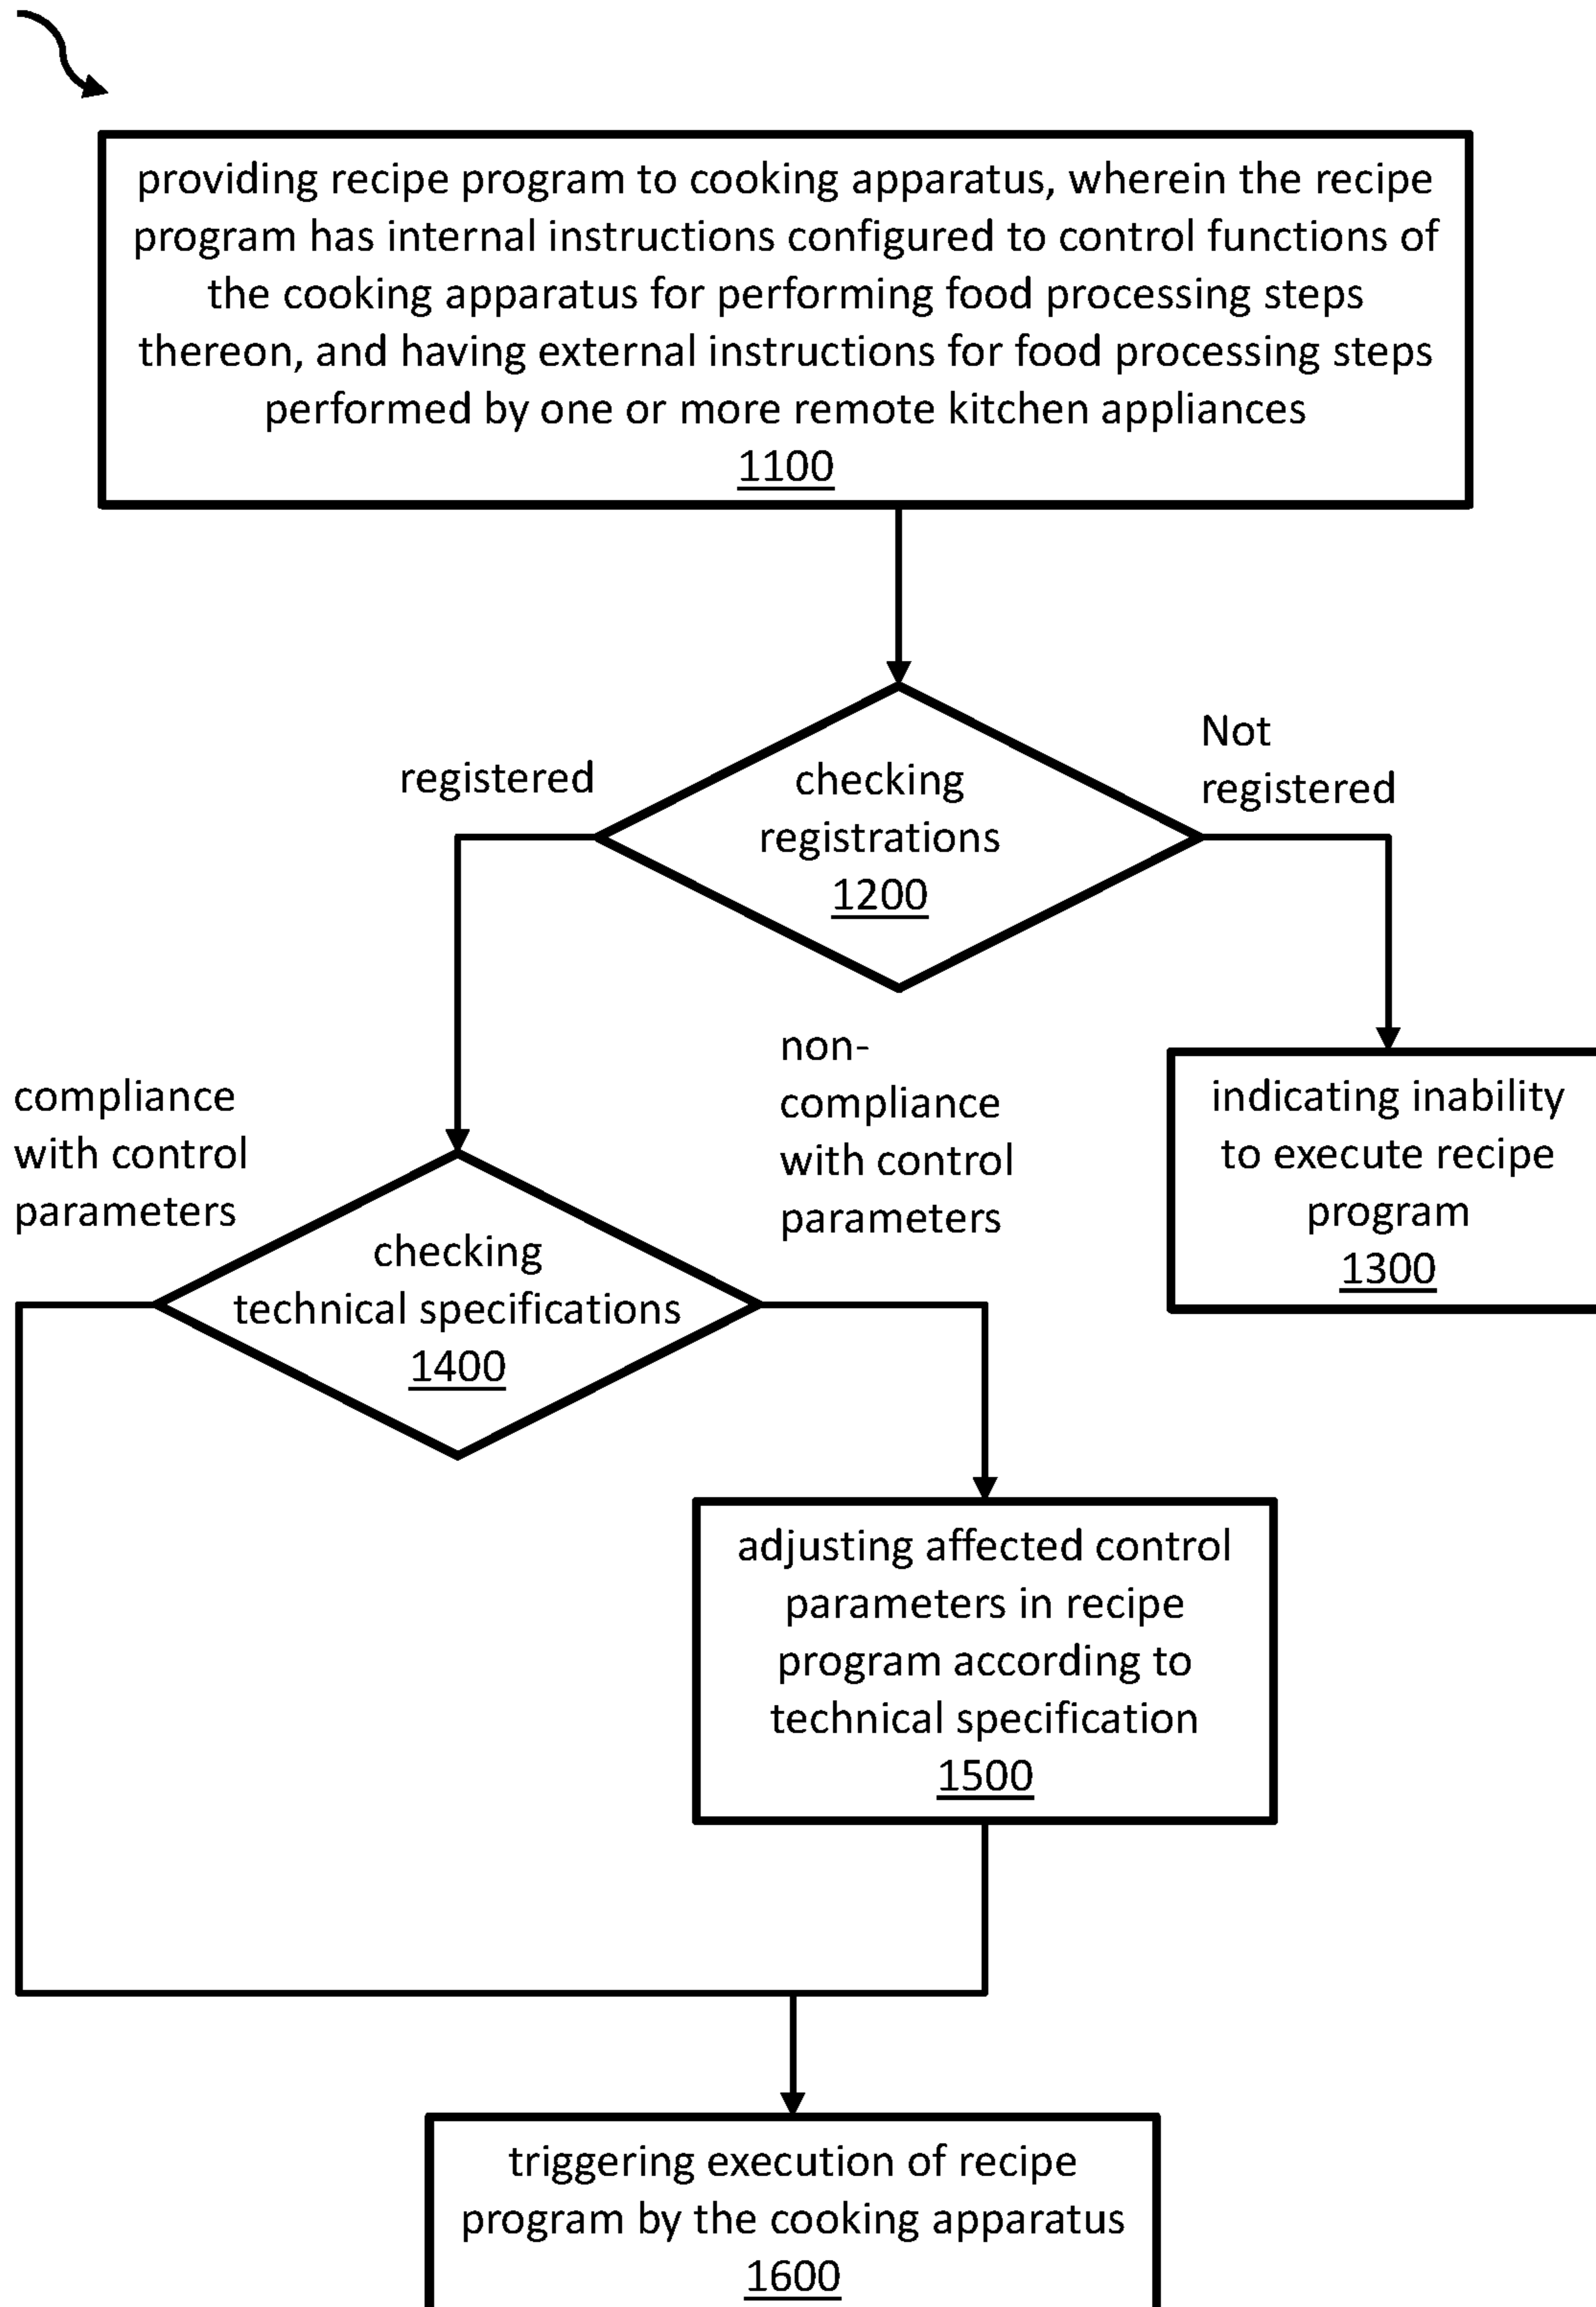 providing recipe program to cooking apparatus, wherein the recipe
program has internal instructions configured to control functions of
the cooking apparatus for performing food processing steps
thereon, and having external instructions for food processing steps
performed by one or more remote kitchen appliances
1100
registered
checking
registrations
1200
Not
registered
compliance
with control
parameters
checking
technical specifications
1400
non-
compliance
with control
parameters
indicating inability
to execute recipe
program
1300
adjusting affected control
parameters in recipe
program according to
technical specification
1500
triggering execution of recipe
program by the cooking apparatus
1600